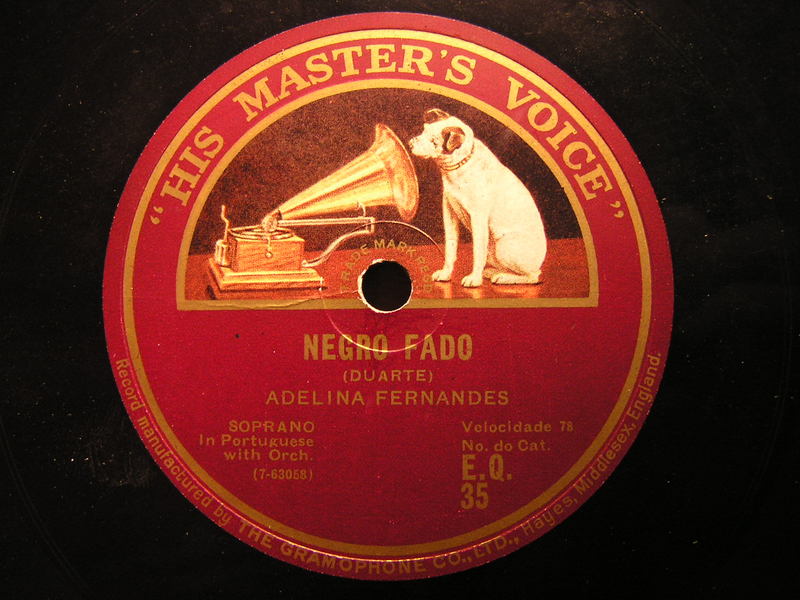 "HIS MASTER'S VOICE"
TRADE MARK REGD
NEGRO FADO
(DUARTE)
ADELINA FERNANDES
SOPRANO
In Portuguese
with Orch.
(7-63058)
Velocidade 78
No. do Cat.
E.Q.
35
Record manufactured by THE GRAMOPHONE CO., LTD., Hayes, Middlesex, England.